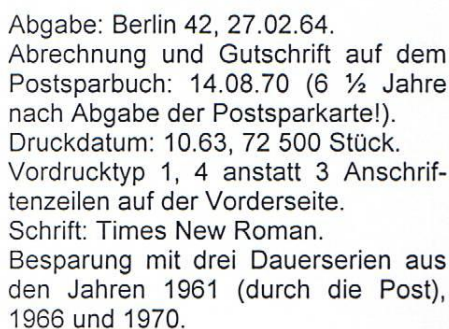 Abgabe: Berlin 42, 27.02.64.
Abrechnung und Gutschrift auf dem
Postsparbuch: 14.08.70 (6 ½ Jahre
nach Abgabe der Postsparkarte!).
Druckdatum: 10.63, 72 500 Stück.
Vordrucktyp 1, 4 anstatt 3 Anschrif-
tenzeilen auf der Vorderseite.
Schrift: Times New Roman.
Besparung mit drei Dauerserien aus
den Jahren 1961 (durch die Post),
1966 und 1970.